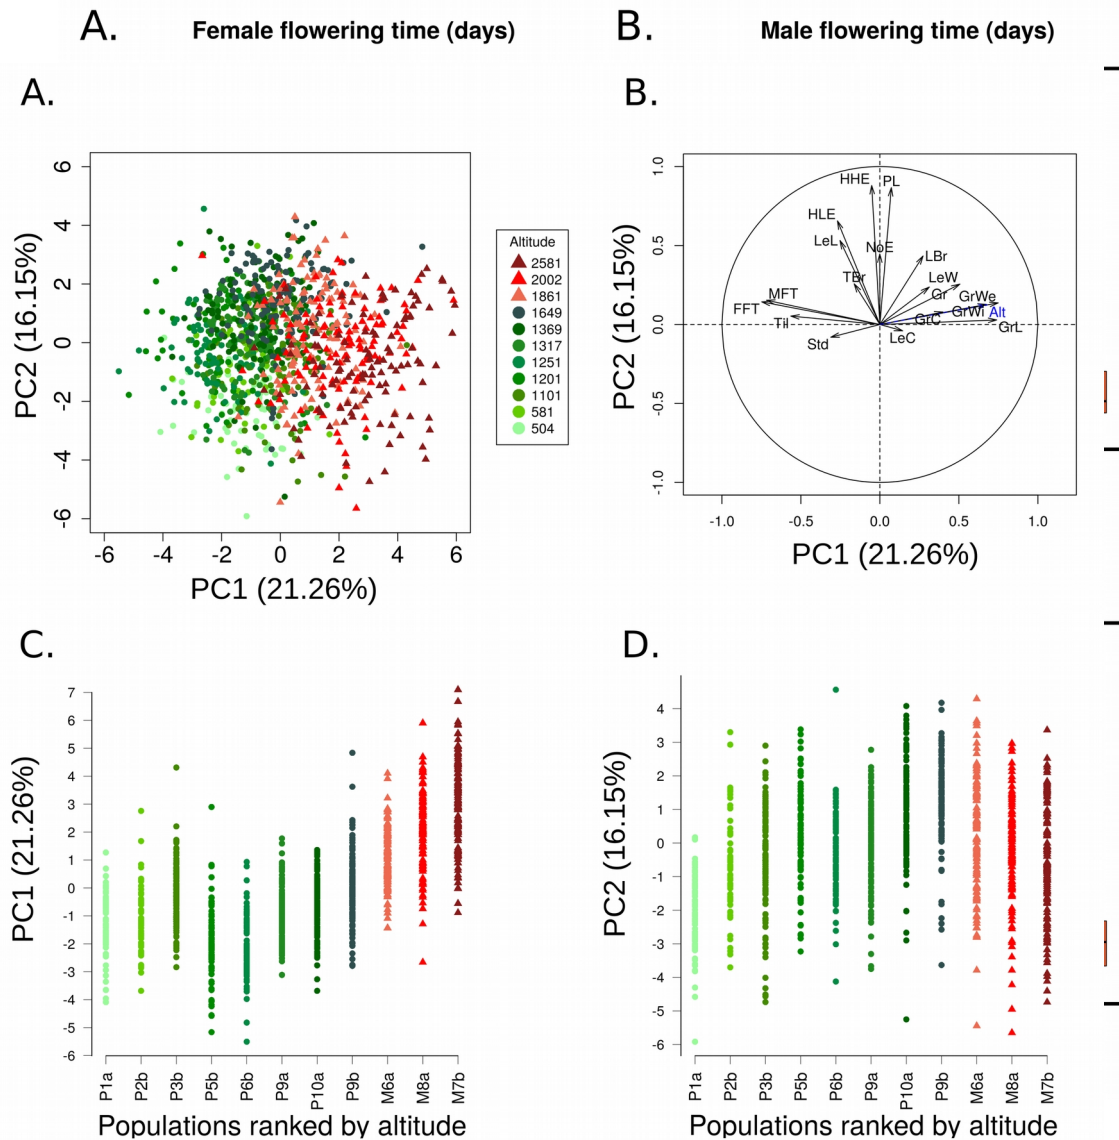 A. Female flowering time (days)
B. Male flowering time (days)
A.
PC2 (16.15%)
6
4
2
0
-2
-4
-6
-6 -4 -2 0 2 4 6
PC1 (21.26%)
Altitude
2581
2002
1861
1649
1369
1317
1251
1201
1101
581
504
B.
PC2 (16.15%)
1.0
0.5
0.0
-0.5
-1.0
HHE PL
HLE
LeL NoE
LBr
TBr LeW
MFT Gr GrWe
FFT GrWi Alt
Til GrC GrL
Std LeC
-1.0 -0.5 0.0 0.5 1.0
PC1 (21.26%)
C.
PC1 (21.26%)
7
6
5
4
3
2
1
0
-1
-2
-3
-4
-5
-6
P1a P2b P3b P5b P6b P9a P10a P9b M6a M8a M7b
Populations ranked by altitude
D.
PC2 (16.15%)
4
3
2
1
0
-1
-2
-3
-4
-5
-6
P1a P2b P3b P5b P6b P9a P10a P9b M6a M8a M7b
Populations ranked by altitude